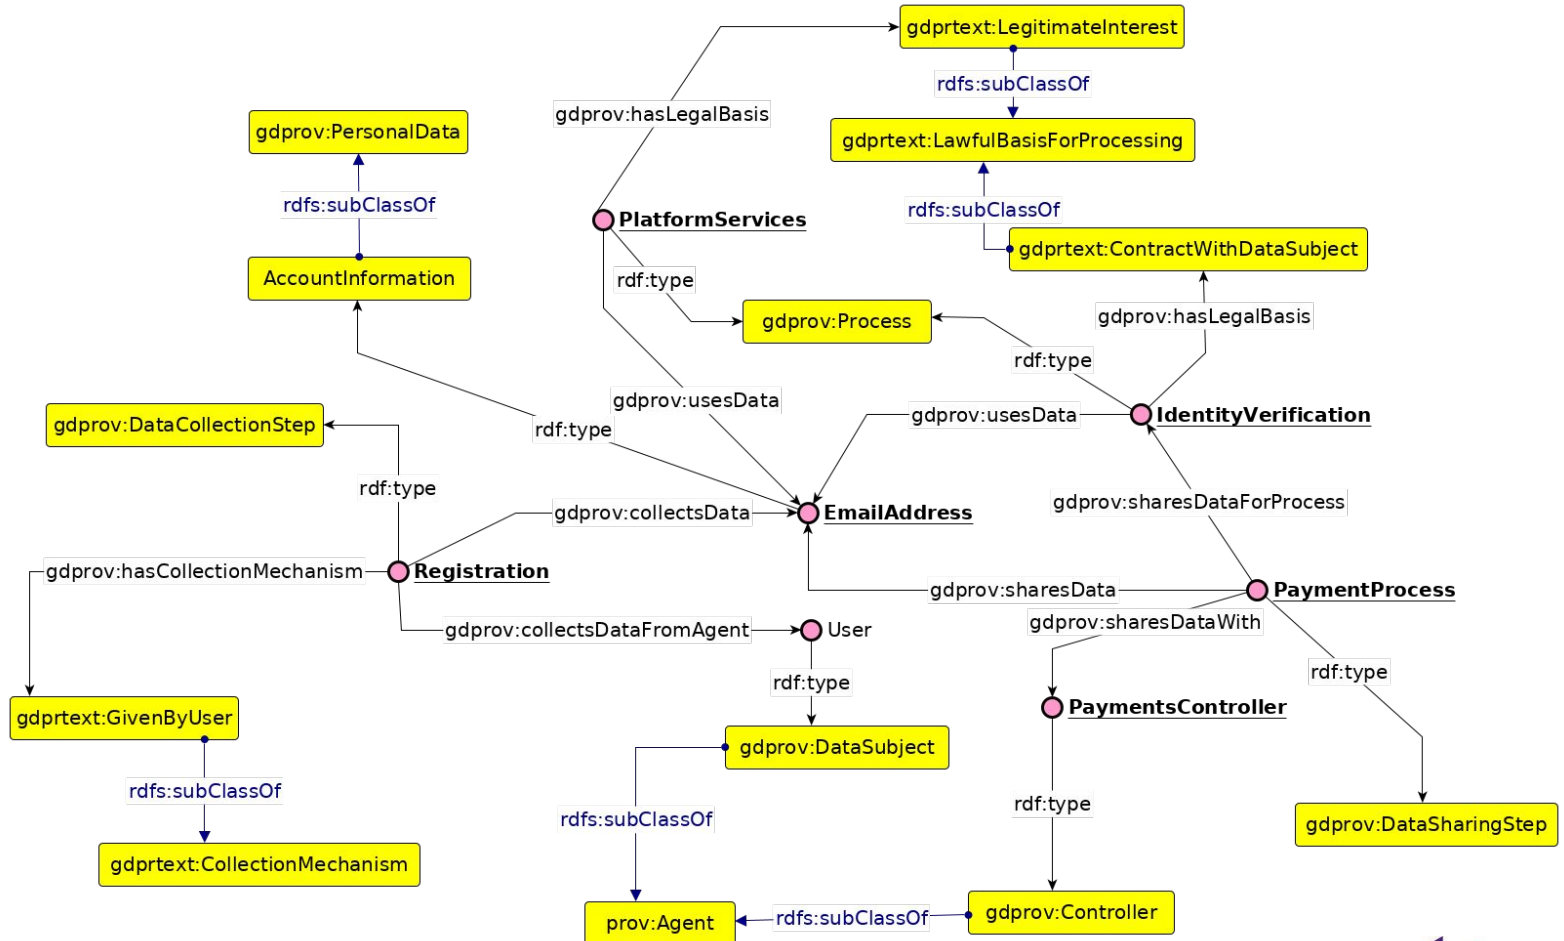 gdprtext:LegitimateInterest
rdfs:subClassOf
gdprov:hasLegalBasis
gdprov:PersonalData
gdprtext:LawfulBasisForProcessing
rdfs:subClassOf
rdfs:subClassOf
PlatformServices
gdprtext:ContractWithDataSubject
AccountInformation
rdf:type
gdprov:hasLegalBasis
gdprov:Process
rdf:type
gdprov:usesData
gdprov:usesData
IdentityVerification
gdprov:DataCollectionStep
rdf:type
rdf:type
gdprov:sharesDataForProcess
gdprov:collectsData
EmailAddress
gdprov:hasCollectionMechanism
Registration
gdprov:sharesData
PaymentProcess
gdprov:sharesDataWith
gdprov:collectsDataFromAgent
User
rdf:type
rdf:type
gdprtext:GivenByUser
PaymentsController
gdprov:DataSubject
rdfs:subClassOf
rdf:type
rdfs:subClassOf
gdprov:DataSharingStep
gdprtext:CollectionMechanism
prov:Agent
rdfs:subClassOf
gdprov:Controller